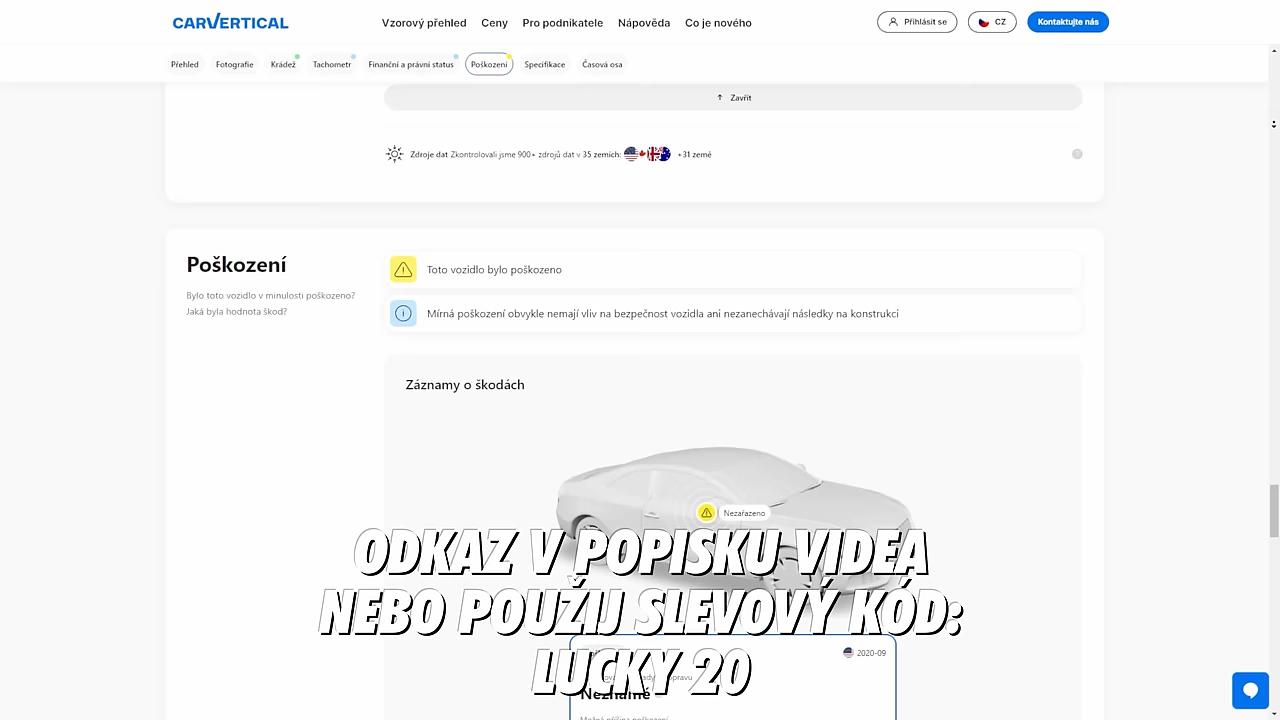 CARVERTICAL
Vzorový přehled Ceny Pro podnikatele Nápověda Co je nového
Přihlásit se CZ Kontaktujte nás
Přehled Fotografie Krádež Tachometr Finanční a právní status Poškození Specifikace Časová osa
Zavřít
Zdroje dat Zkontrolovali jsme 900+ zdrojů dat v 35 zemích: +31 země
Poškození
Bylo toto vozidlo v minulosti poškozeno?
Jaká byla hodnota škod?
Toto vozidlo bylo poškozeno
Mírná poškození obvykle nemají vliv na bezpečnost vozidla ani nezanechávají následky na konstrukci
Záznamy o škodách
Nezařazeno
ODKAZ V POPISKU VIDEA
NEBO POUŽIJ SLEVOVÝ KÓD:
LUCKY 20
2020-09
Neznámé
Možná příčina poškození